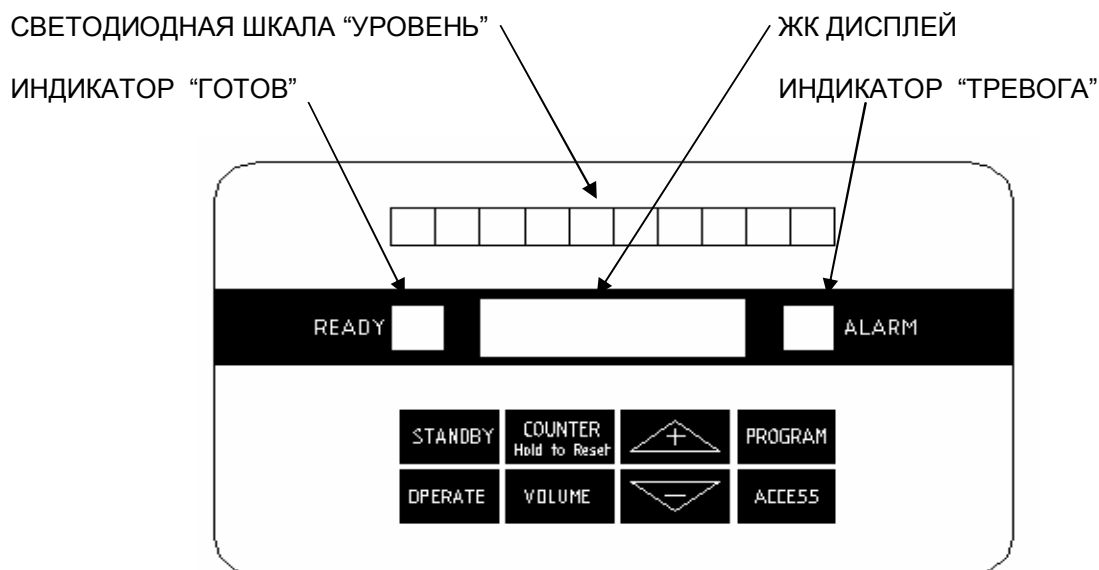 СВЕТОДИОДНАЯ ШКАЛА “УРОВЕНЬ”
ЖК ДИСПЛЕЙ
ИНДИКАТОР “ГОТОВ”
ИНДИКАТОР “ТРЕВОГА”
READY
ALARM
STANDBY
COUNTER
Hold to Reset
+
PROGRAM
OPERATE
VOLUME
−
ACCESS